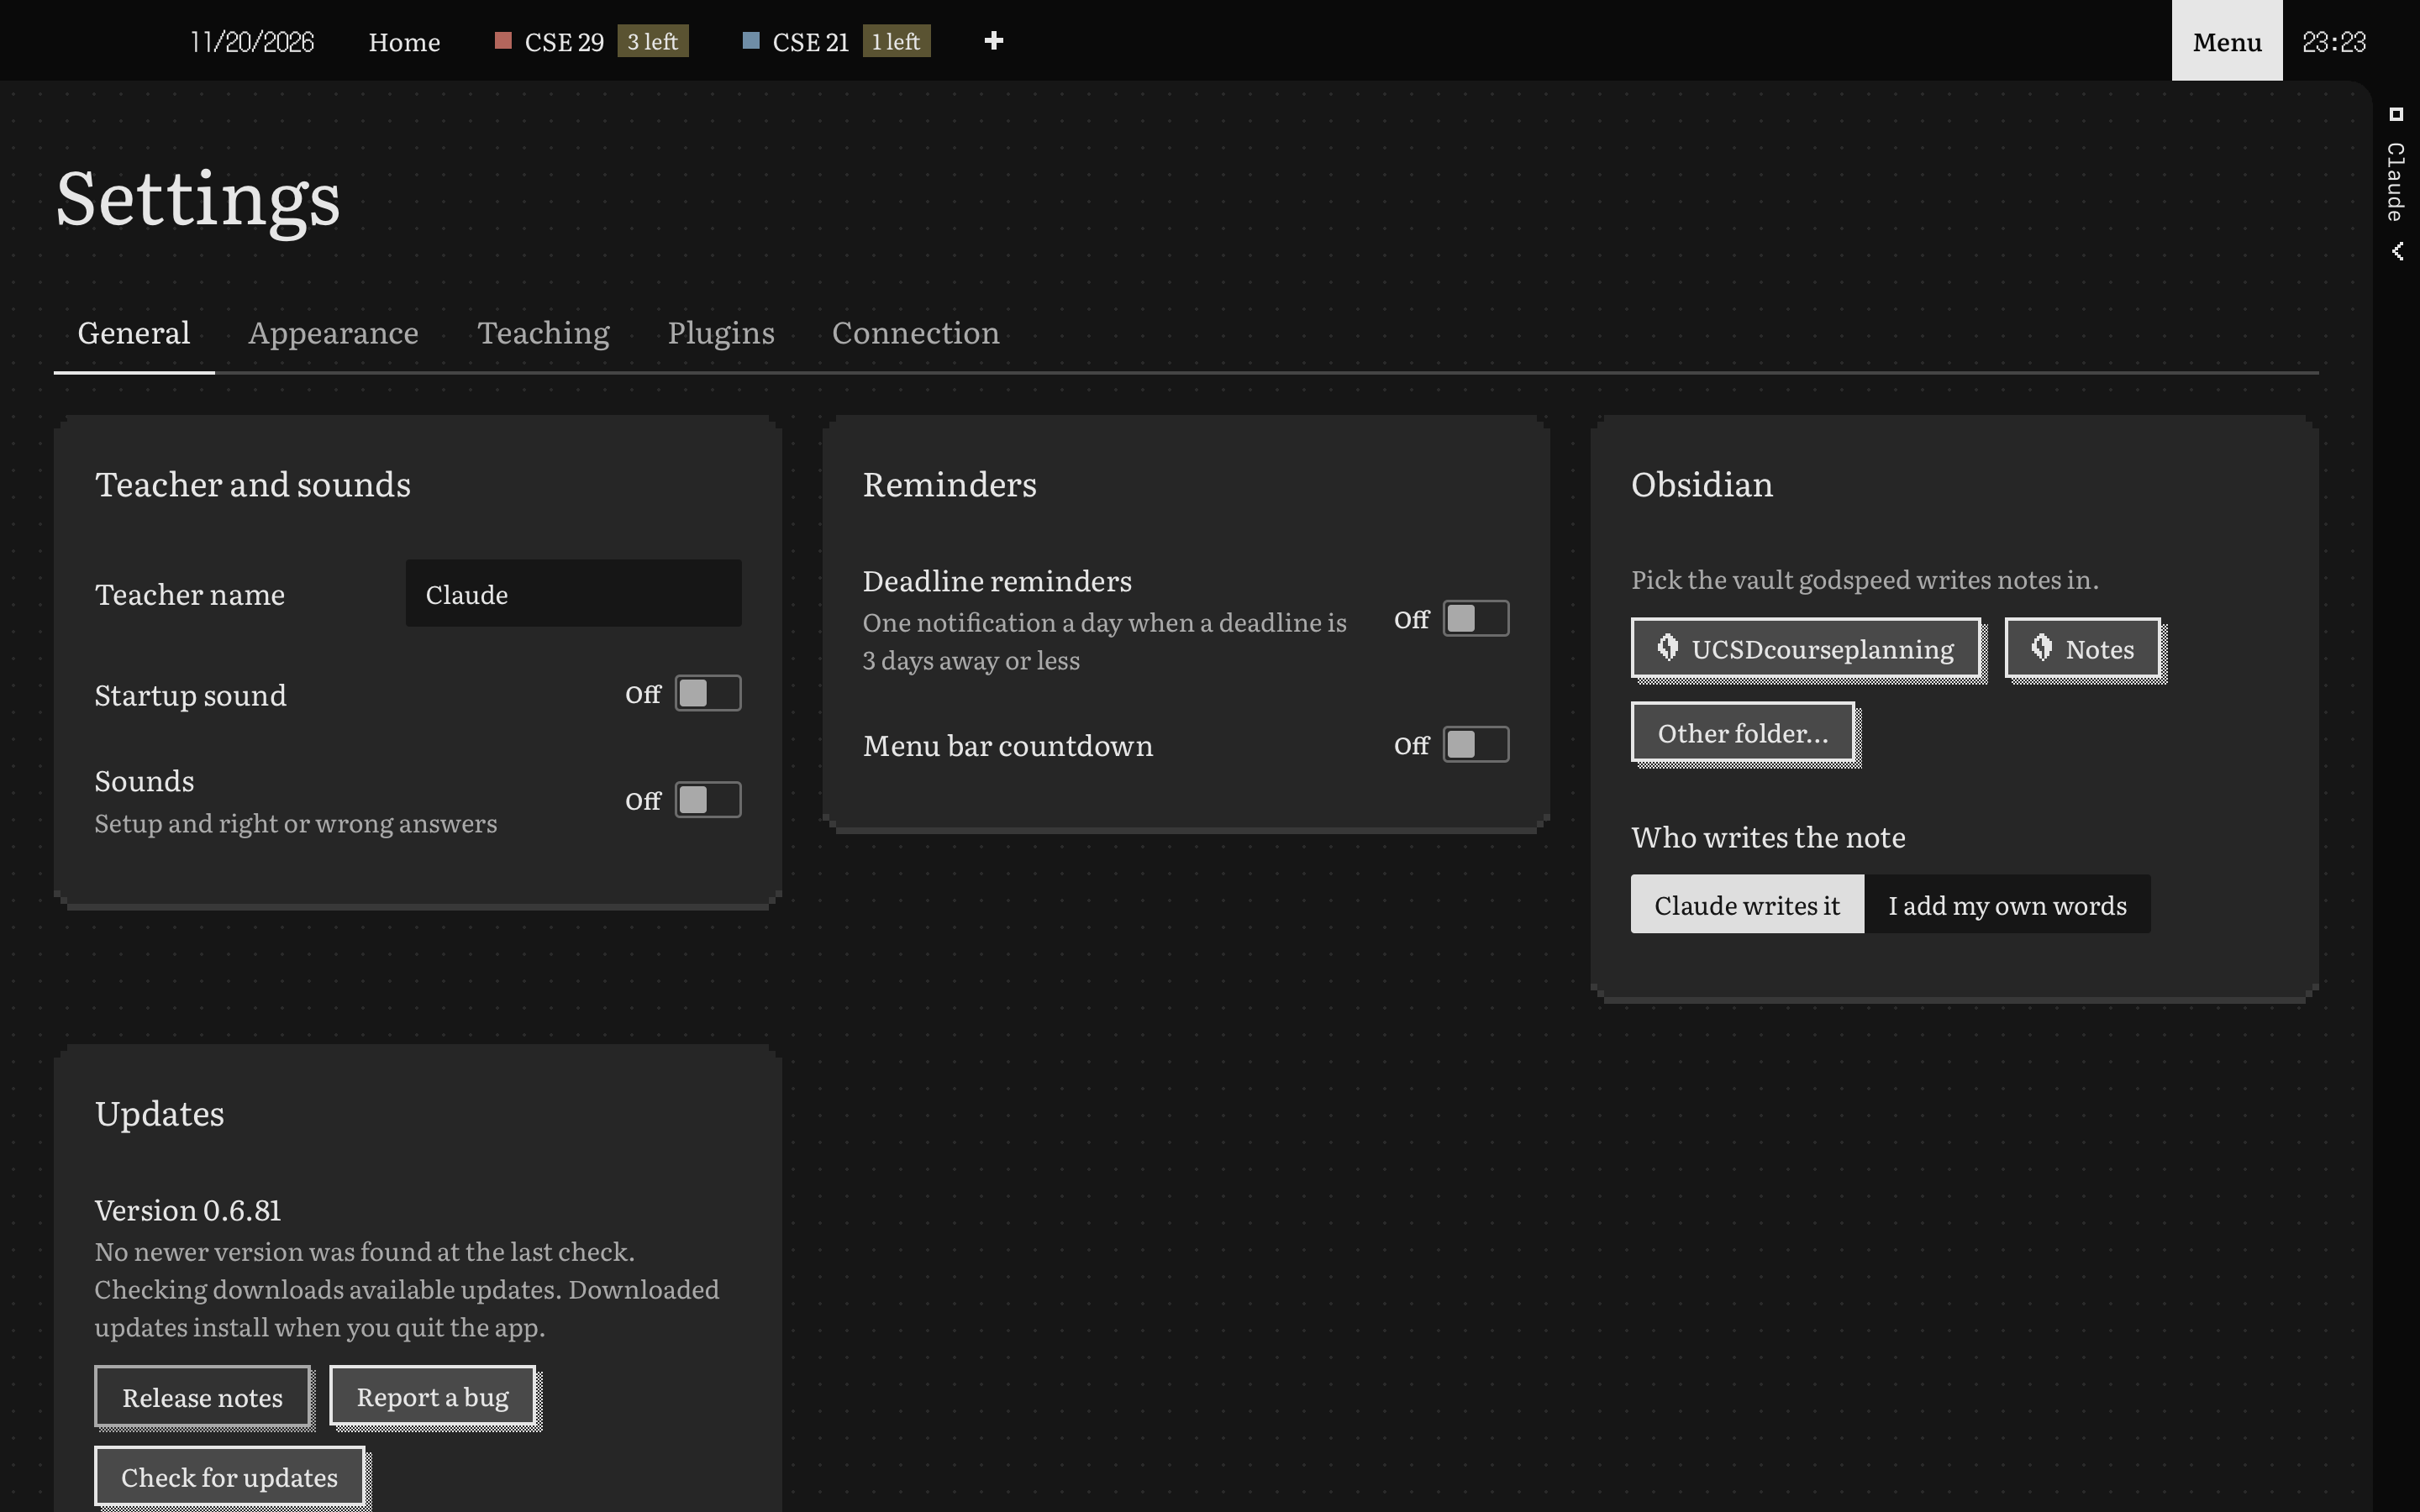 11/20/2026 Home CSE 29 3 left CSE 21 1 left Menu 23:23
Claude
Settings
General Appearance Teaching Plugins Connection
Teacher and sounds
Teacher name Claude
Startup sound Off
Sounds
Setup and right or wrong answers
Off
Reminders
Deadline reminders
One notification a day when a deadline is
3 days away or less
Off
Menu bar countdown Off
Obsidian
Pick the vault godspeed writes notes in.
UCSDcourseplanning Notes
Other folder...
Who writes the note
Claude writes it I add my own words
Updates
Version 0.6.81
No newer version was found at the last check.
Checking downloads available updates. Downloaded
updates install when you quit the app.
Release notes Report a bug
Check for updates